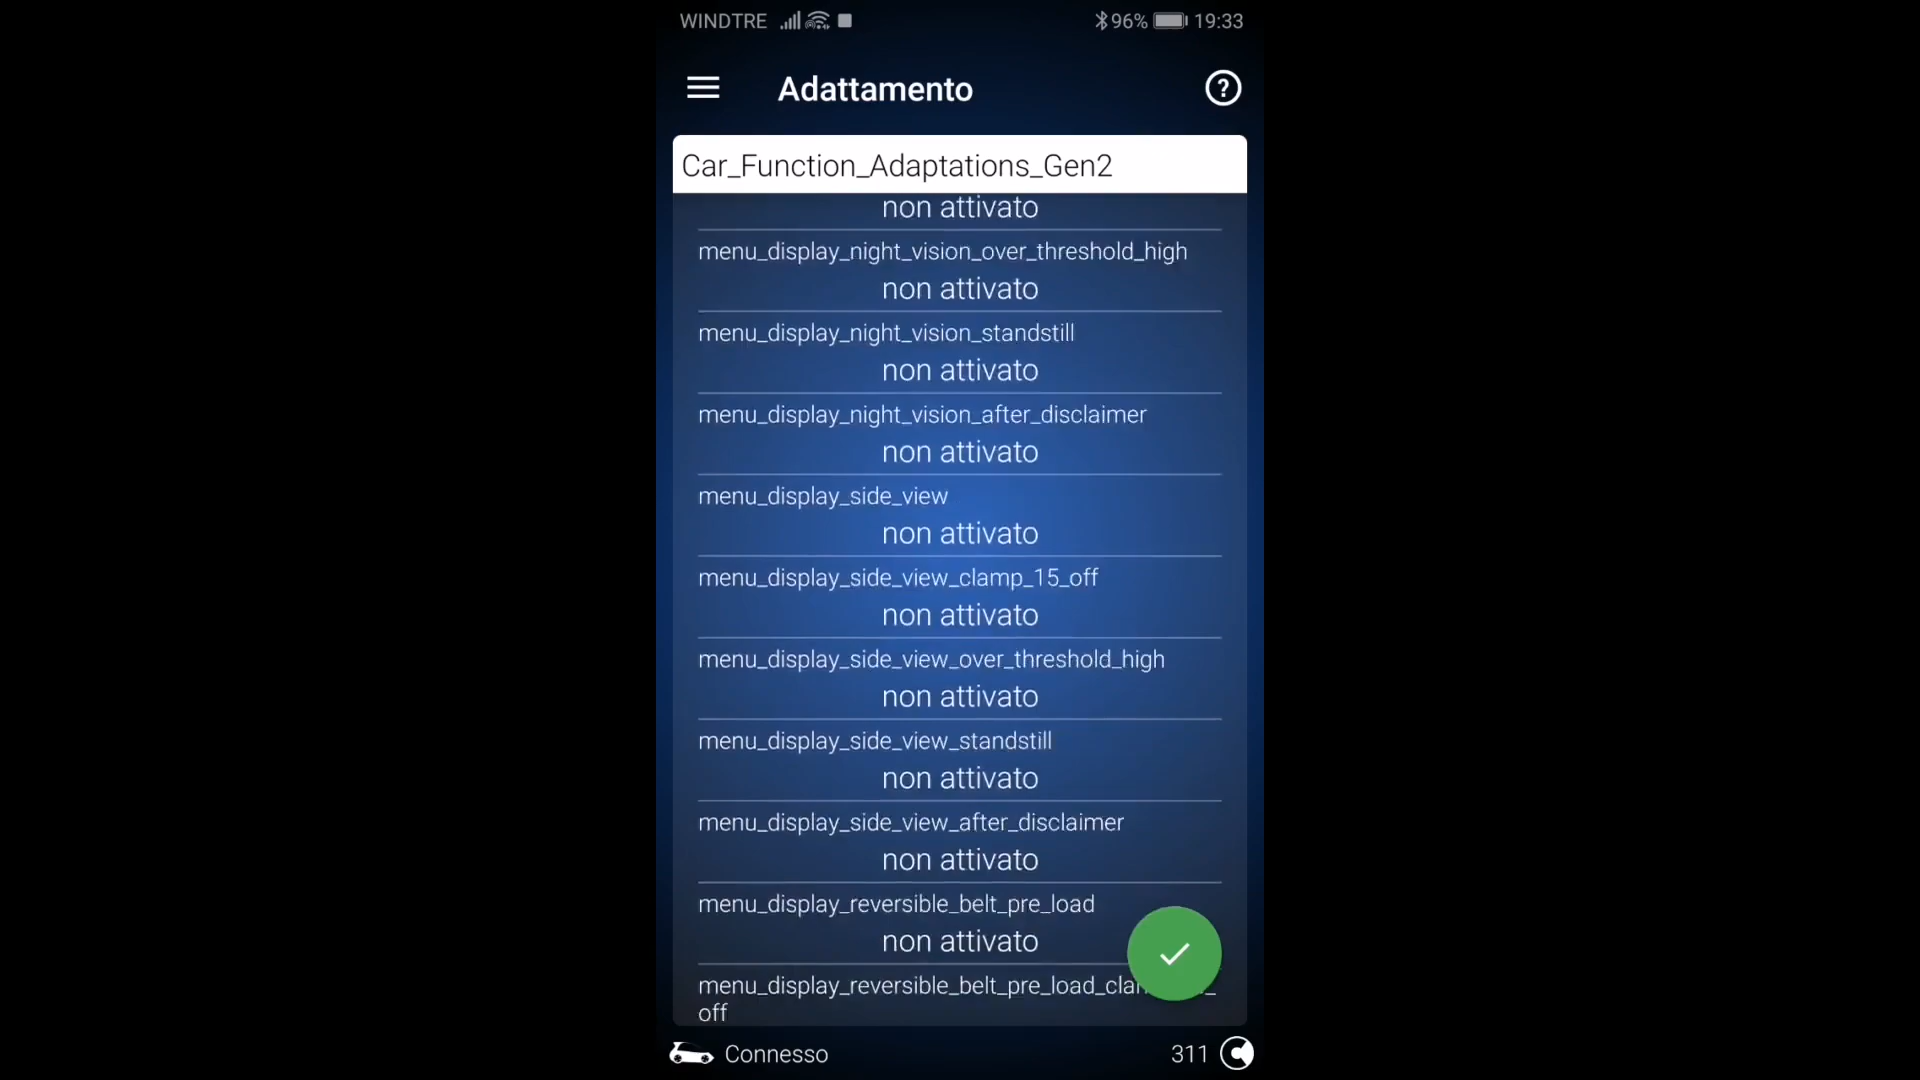 WINDTRE 96% 19:33
Adattamento ?
Car_Function_Adaptations_Gen2
non attivato
menu_display_night_vision_over_threshold_high
non attivato
menu_display_night_vision_standstill
non attivato
menu_display_night_vision_after_disclaimer
non attivato
menu_display_side_view
non attivato
menu_display_side_view_clamp_15_off
non attivato
menu_display_side_view_over_threshold_high
non attivato
menu_display_side_view_standstill
non attivato
menu_display_side_view_after_disclaimer
non attivato
menu_display_reversible_belt_pre_load
non attivato
off
Connesso 311